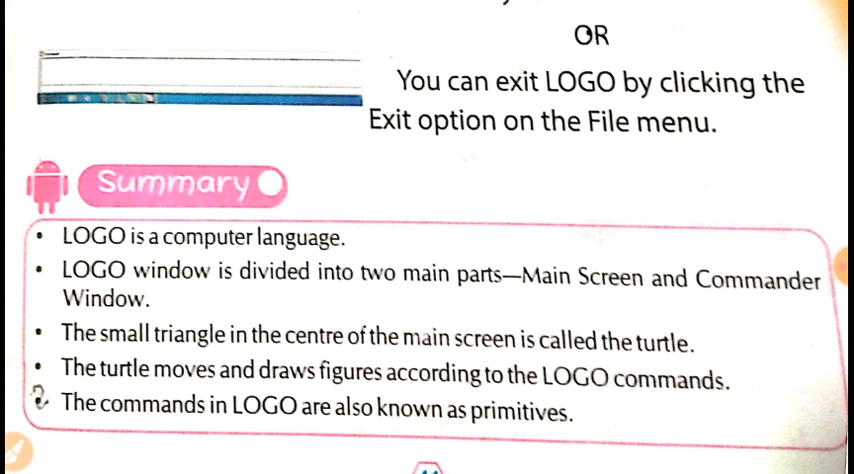 OR
You can exit LOGO by clicking the
Exit option on the File menu.
Summary
• LOGO is a computer language.
• LOGO window is divided into two main parts—Main Screen and Commander
Window.
• The small triangle in the centre of the main screen is called the turtle.
• The turtle moves and draws figures according to the LOGO commands.
The commands in LOGO are also known as primitives.